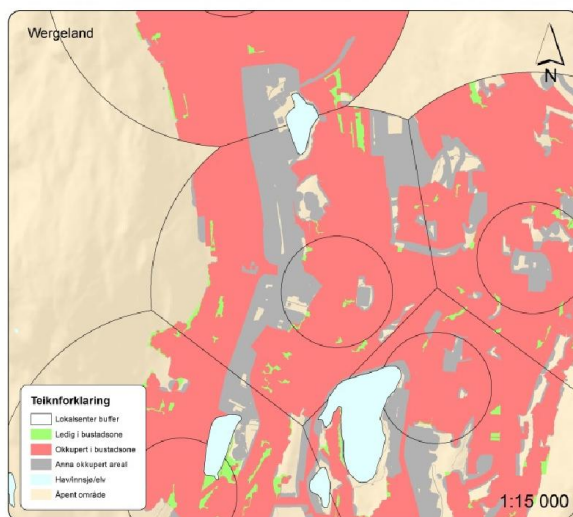 Wergeland
N
Teiknforklaring
Lokalsenter buffer
Ledig i bustadsone
Okkupert i bustadsone
Anna okkupert areal
Hav/innsjø/elv
Åpent område
1:15 000